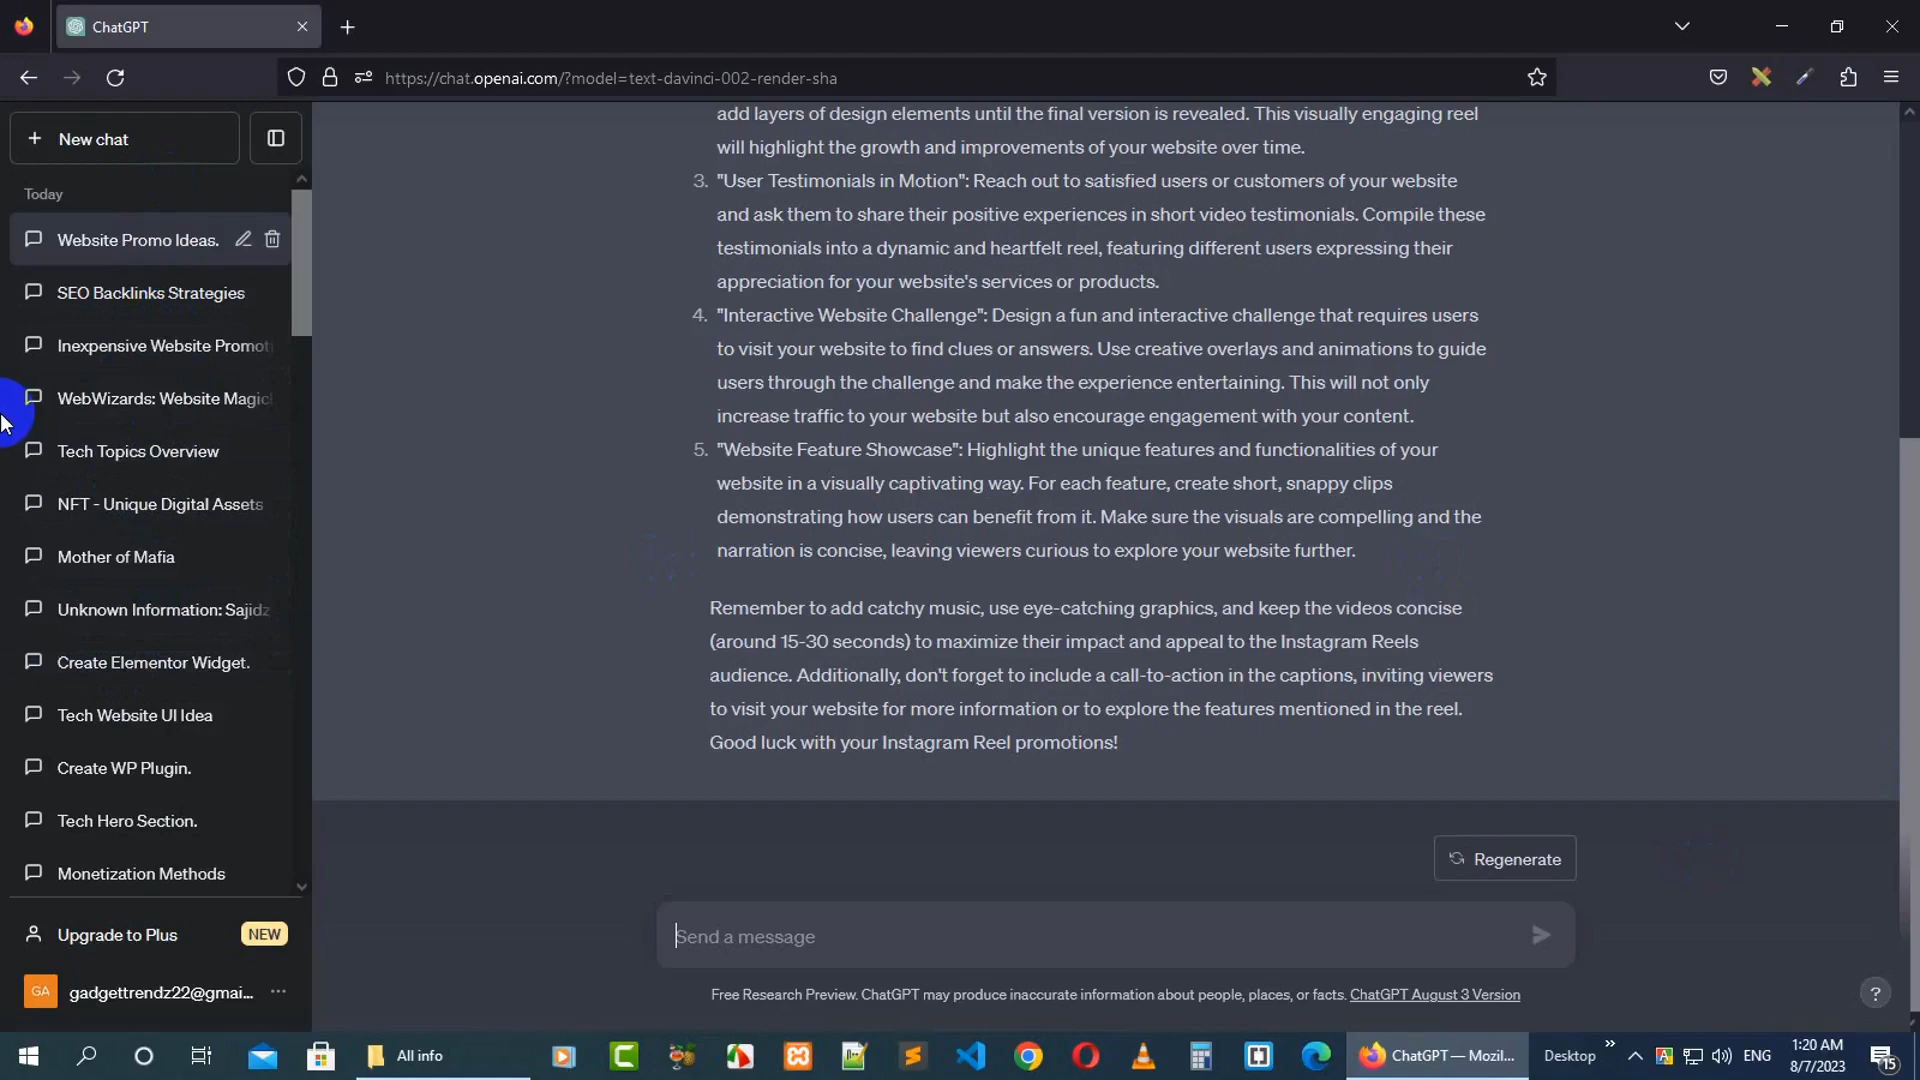 ChatGPT
https://chat.openai.com/?model=text-davinci-002-render-sha
New chat
Today
Website Promo Ideas.
SEO Backlinks Strategies
Inexpensive Website Promot
WebWizards: Website Magic
Tech Topics Overview
NFT - Unique Digital Assets
Mother of Mafia
Unknown Information: Sajidz
Create Elementor Widget.
Tech Website UI Idea
Create WP Plugin.
Tech Hero Section.
Monetization Methods
Upgrade to Plus
NEW
GA
gadgettrendz22@gmai...
add layers of design elements until the final version is revealed. This visually engaging reel
will highlight the growth and improvements of your website over time.
3. "User Testimonials in Motion": Reach out to satisfied users or customers of your website
and ask them to share their positive experiences in short video testimonials. Compile these
testimonials into a dynamic and heartfelt reel, featuring different users expressing their
appreciation for your website's services or products.
4. "Interactive Website Challenge": Design a fun and interactive challenge that requires users
to visit your website to find clues or answers. Use creative overlays and animations to guide
users through the challenge and make the experience entertaining. This will not only
increase traffic to your website but also encourage engagement with your content.
5. "Website Feature Showcase": Highlight the unique features and functionalities of your
website in a visually captivating way. For each feature, create short, snappy clips
demonstrating how users can benefit from it. Make sure the visuals are compelling and the
narration is concise, leaving viewers curious to explore your website further.
Remember to add catchy music, use eye-catching graphics, and keep the videos concise
(around 15-30 seconds) to maximize their impact and appeal to the Instagram Reels
audience. Additionally, don't forget to include a call-to-action in the captions, inviting viewers
to visit your website for more information or to explore the features mentioned in the reel.
Good luck with your Instagram Reel promotions!
Regenerate
Send a message
Free Research Preview. ChatGPT may produce inaccurate information about people, places, or facts. ChatGPT August 3 Version
?
All info
ChatGPT — Mozil...
Desktop
ENG
1:20 AM
8/7/2023
15